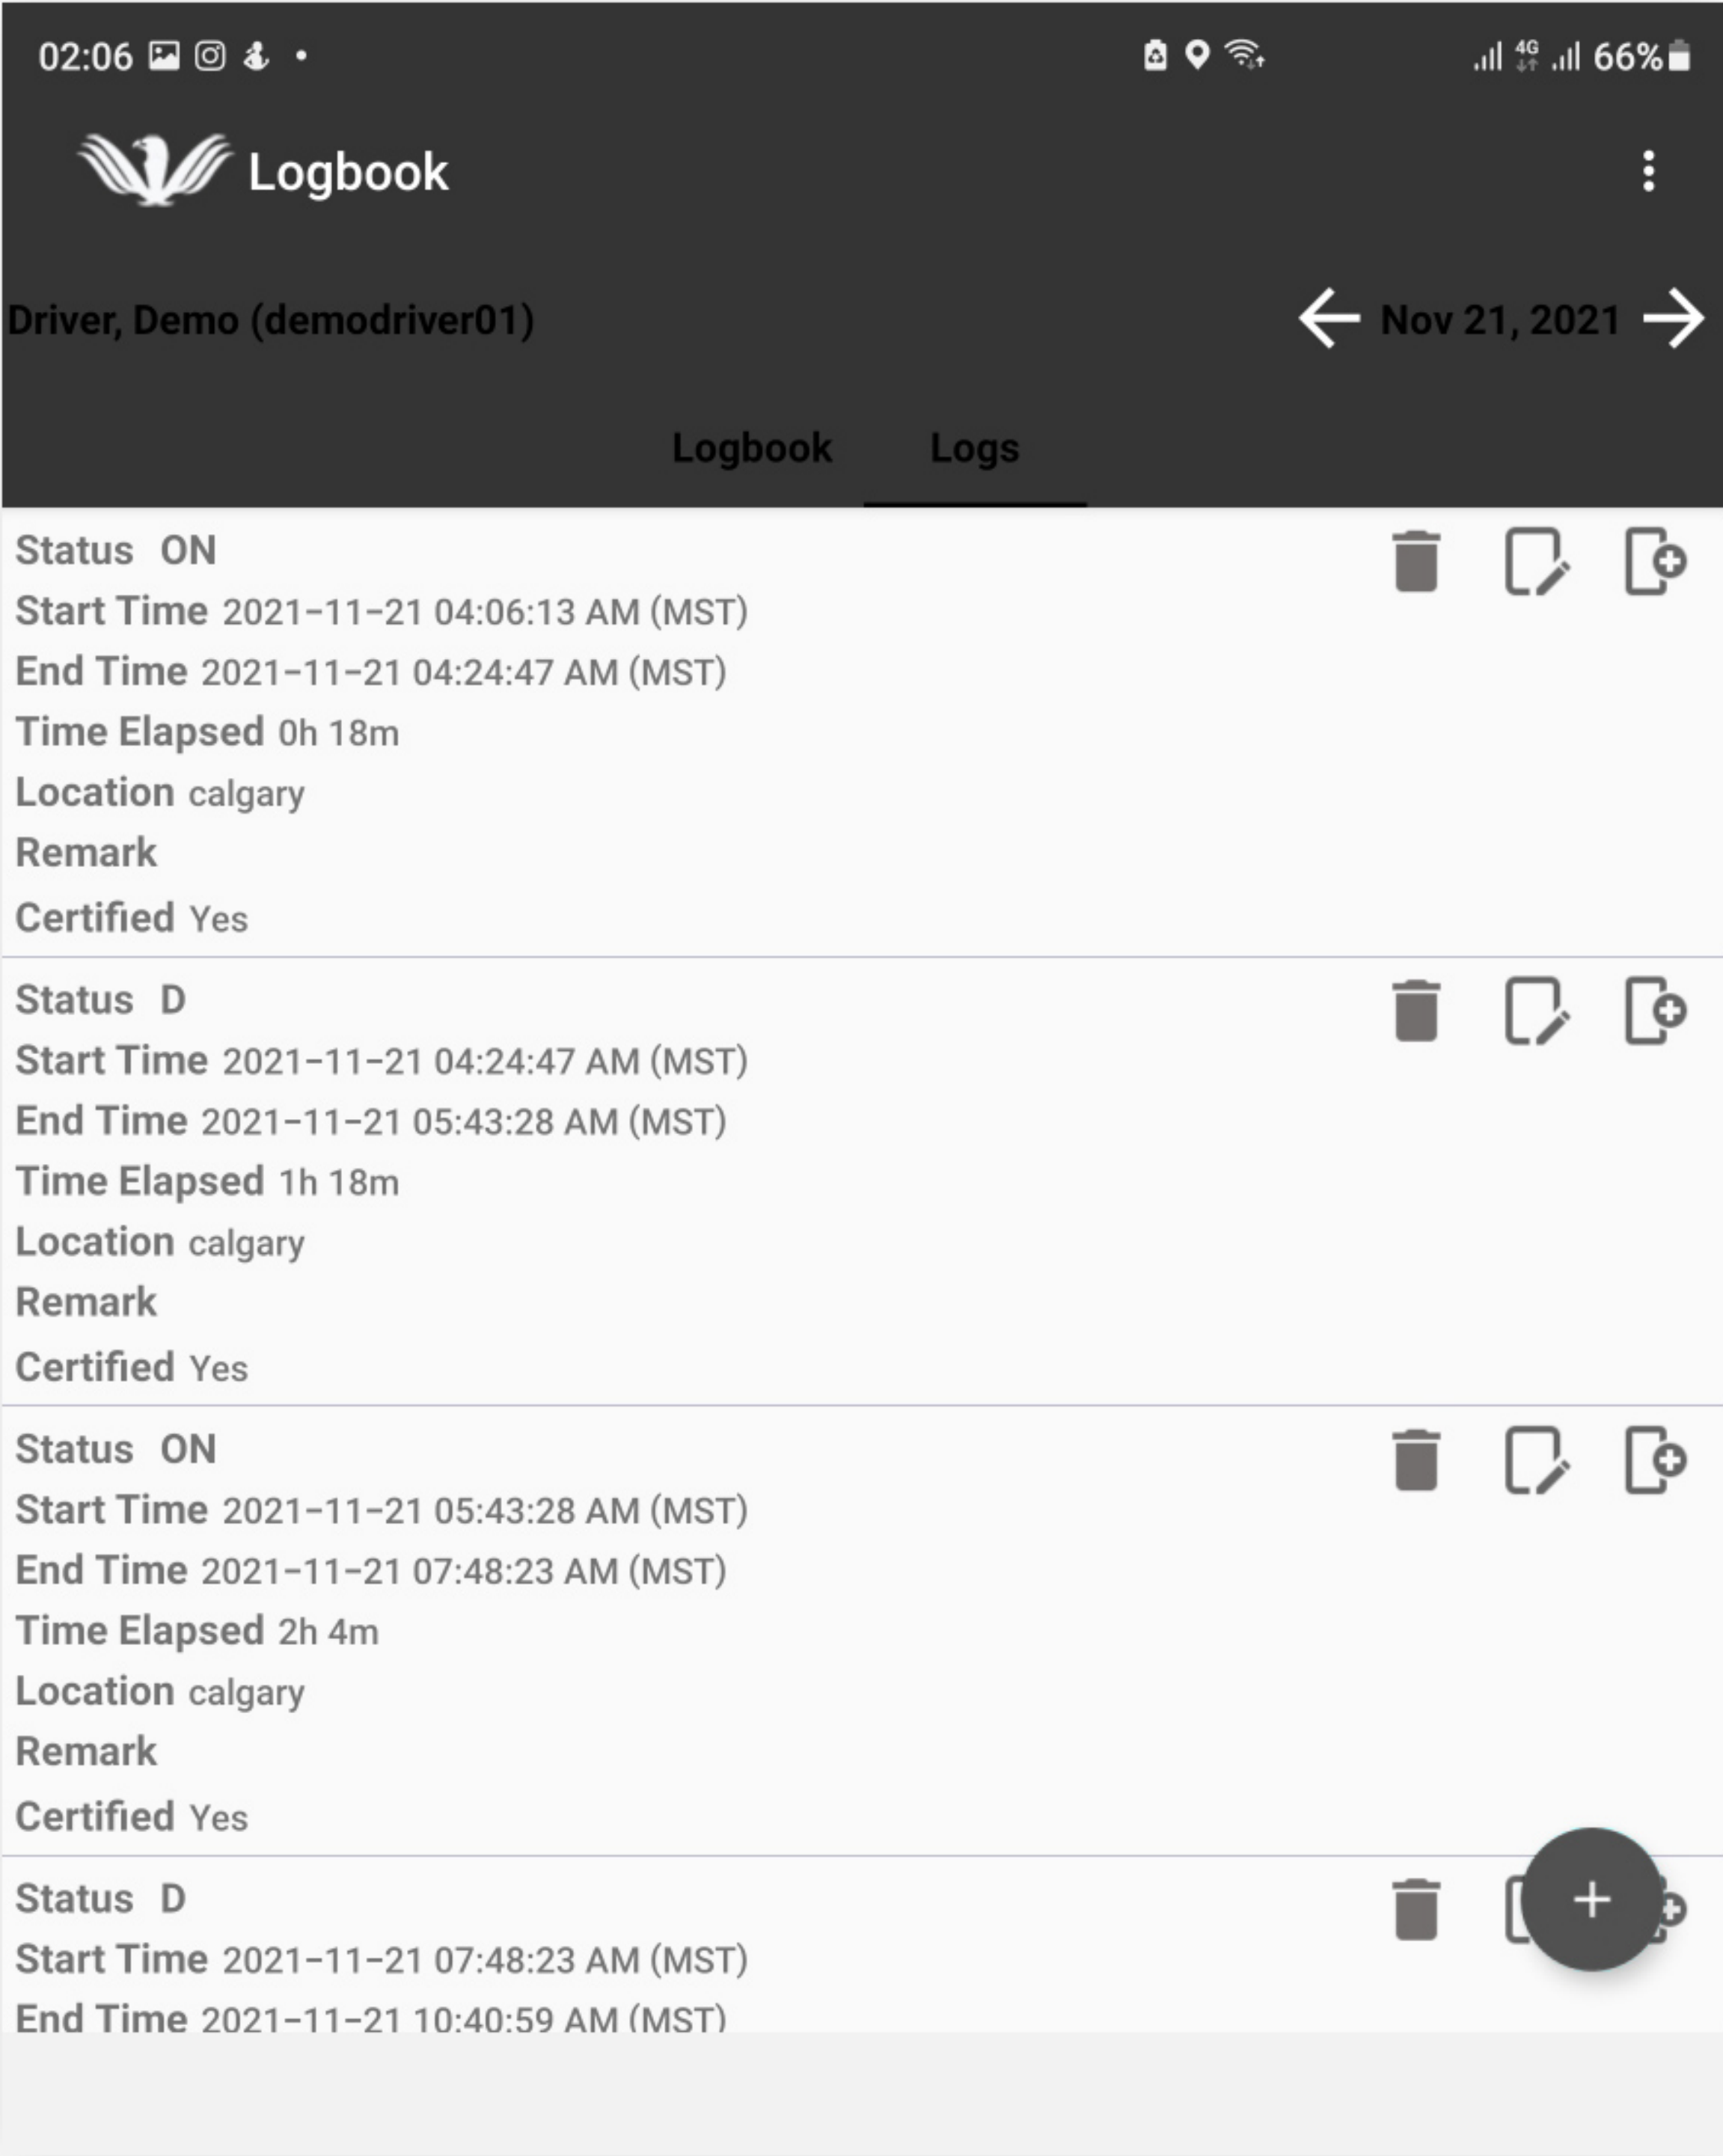 02:06
4G 66%
Logbook
Driver, Demo (demodriver01)
Nov 21, 2021
Logbook Logs
Status ON
Start Time 2021-11-21 04:06:13 AM (MST)
End Time 2021-11-21 04:24:47 AM (MST)
Time Elapsed 0h 18m
Location calgary
Remark
Certified Yes
Status D
Start Time 2021-11-21 04:24:47 AM (MST)
End Time 2021-11-21 05:43:28 AM (MST)
Time Elapsed 1h 18m
Location calgary
Remark
Certified Yes
Status ON
Start Time 2021-11-21 05:43:28 AM (MST)
End Time 2021-11-21 07:48:23 AM (MST)
Time Elapsed 2h 4m
Location calgary
Remark
Certified Yes
Status D
Start Time 2021-11-21 07:48:23 AM (MST)
End Time 2021-11-21 10:40:59 AM (MST)